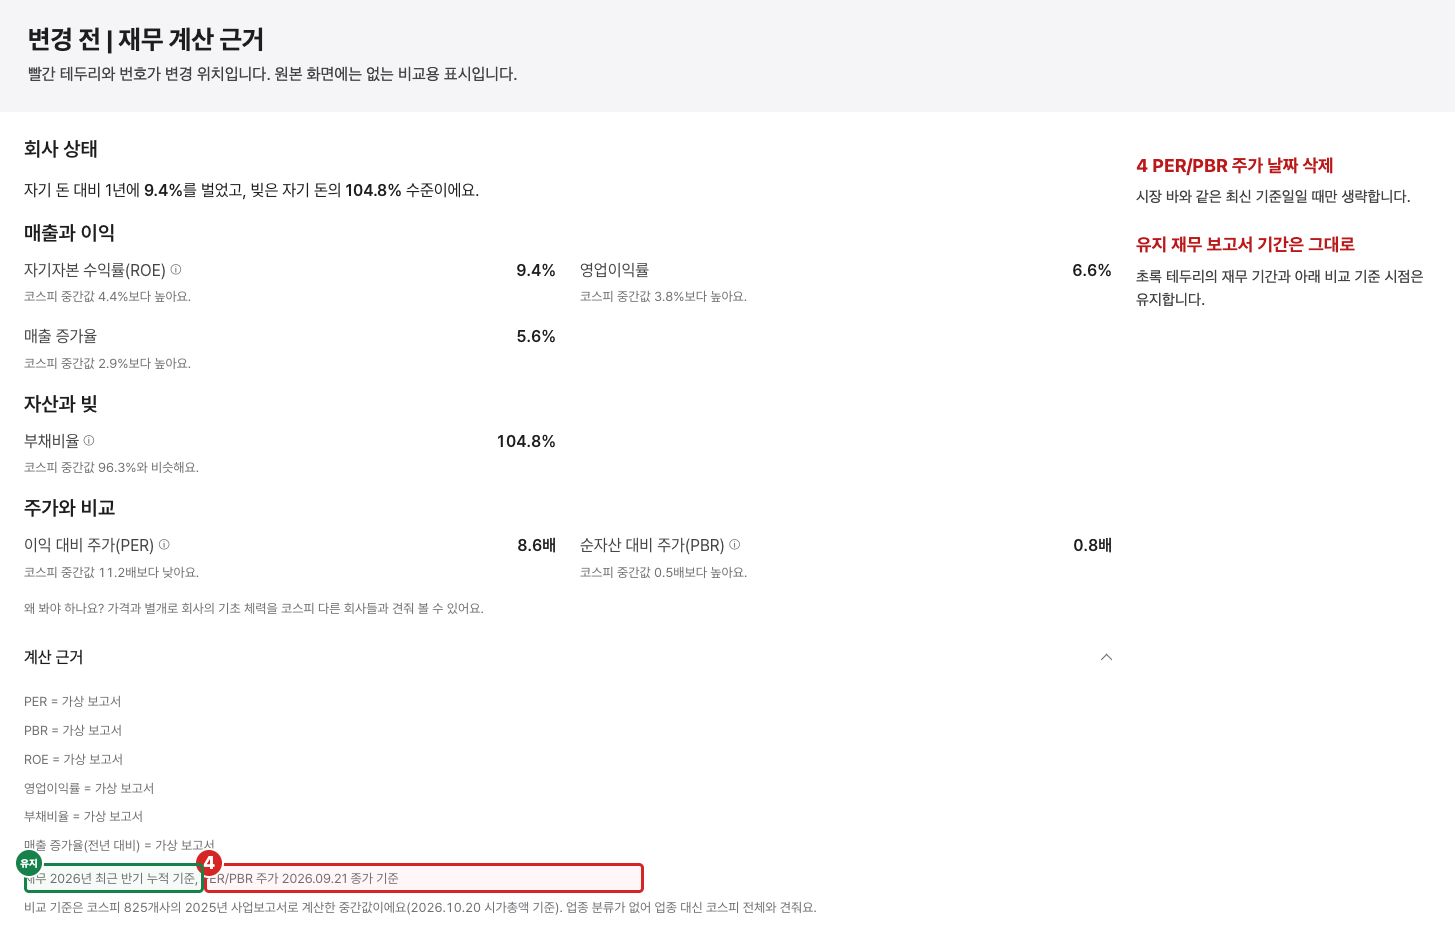 변경 전 | 재무 계산 근거
빨간 테두리와 번호가 변경 위치입니다. 원본 화면에는 없는 비교용 표시입니다.
회사 상태
자기 돈 대비 1년에 9.4%를 벌었고, 빚은 자기 돈의 104.8% 수준이에요.
매출과 이익
자기자본 수익률(ROE) ⓘ 9.4%
코스피 중간값 4.4%보다 높아요.
영업이익률 6.6%
코스피 중간값 3.8%보다 높아요.
매출 증가율 5.6%
코스피 중간값 2.9%보다 높아요.
자산과 빚
부채비율 ⓘ 104.8%
코스피 중간값 96.3%와 비슷해요.
주가와 비교
이익 대비 주가(PER) ⓘ 8.6배
코스피 중간값 11.2배보다 낮아요.
순자산 대비 주가(PBR) ⓘ 0.8배
코스피 중간값 0.5배보다 높아요.
왜 봐야 하나요? 가격과 별개로 회사의 기초 체력을 코스피 다른 회사들과 견줘 볼 수 있어요.
계산 근거
PER = 가상 보고서
PBR = 가상 보고서
ROE = 가상 보고서
영업이익률 = 가상 보고서
부채비율 = 가상 보고서
매출 증가율(전년 대비) = 가상 보고서
유지
4
재무 2026년 최근 반기 누적 기준, PER/PBR 주가 2026.09.21 종가 기준
비교 기준은 코스피 825개사의 2025년 사업보고서로 계산한 중간값이에요(2026.10.20 시가총액 기준). 업종 분류가 없어 업종 대신 코스피 전체와 견줘요.
4 PER/PBR 주가 날짜 삭제
시장 바와 같은 최신 기준일일 때만 생략합니다.
유지 재무 보고서 기간은 그대로
초록 테두리의 재무 기간과 아래 비교 기준 시점은
유지합니다.